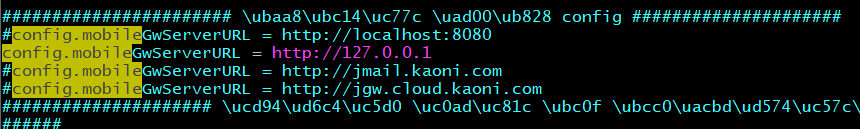 ###################### \ubaa8\ubc14\uc77c \uad00\ub828 config ####################
#config.mobileGwServerURL = http://localhost:8080
config.mobileGwServerURL = http://127.0.0.1
#config.mobileGwServerURL = http://jmail.kaoni.com
#config.mobileGwServerURL = http://jgw.cloud.kaoni.com
#################### \ucd94\ud6c4\uc5d0 \uc0ad\uc81c \ubc0f \ubcc0\uacbd\ud574\uc57c\
######